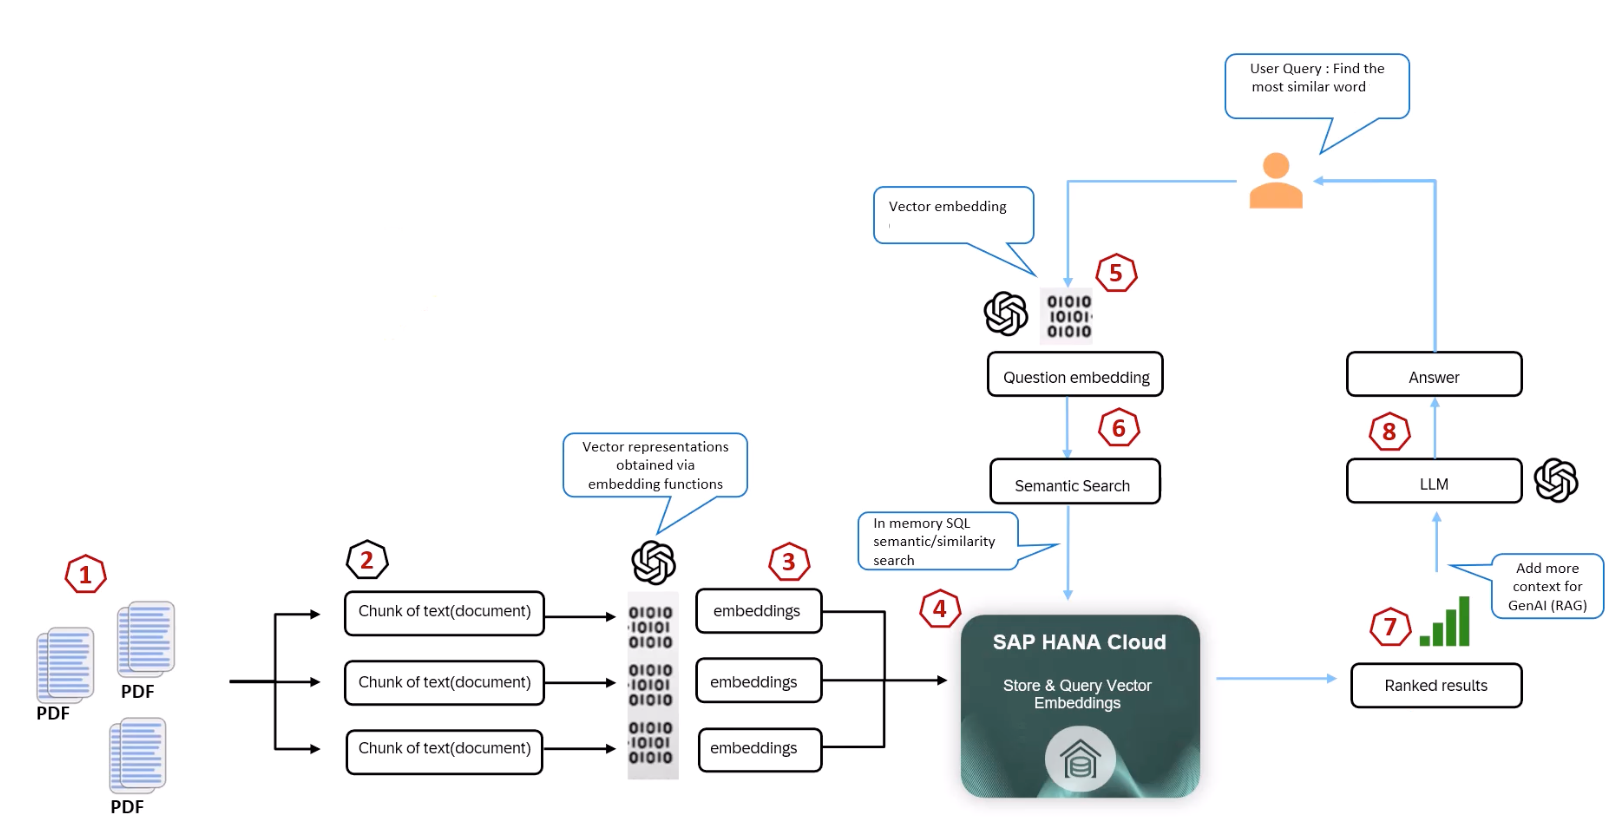 User Query : Find the
most similar word
Vector embedding
5
01010
10101
01010
Question embedding
Answer
6
8
Semantic Search
LLM
Vector representations
obtained via
embedding functions
In memory SQL
semantic/similarity
search
Add more
context for
GenAI (RAG)
1
2
3
4
7
PDF
PDF
PDF
Chunk of text(document)
Chunk of text(document)
Chunk of text(document)
01010
10101
01010
01010
10101
01010
01010
10101
01010
embeddings
embeddings
embeddings
SAP HANA Cloud
Store & Query Vector
Embeddings
Ranked results